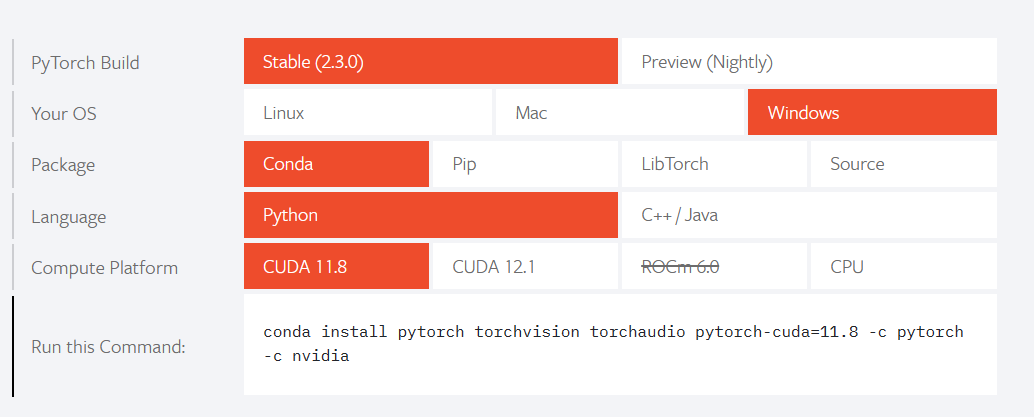 PyTorch Build Stable (2.3.0) Preview (Nightly)
Your OS Linux Mac Windows
Package Conda Pip LibTorch Source
Language Python C++ / Java
Compute Platform CUDA 11.8 CUDA 12.1 ROCm 6.0 CPU
Run this Command: conda install pytorch torchvision torchaudio pytorch-cuda=11.8 -c pytorch
-c nvidia